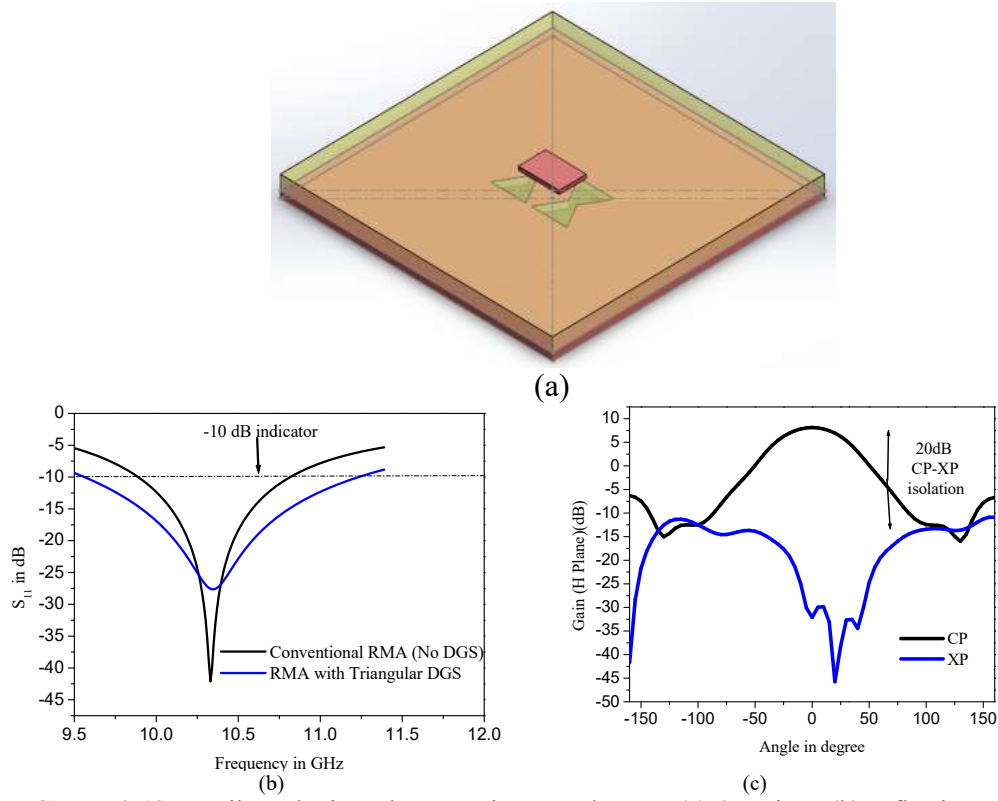 (a)
0
-5
-10
-15
-20
-25
-30
-35
-40
-45
S11 in dB
-10 dB indicator
Conventional RMA (No DGS)
RMA with Triangular DGS
9.5 10.0 10.5 11.0 11.5 12.0
Frequency in GHz
(b)
10
5
0
-5
-10
-15
-20
-25
-30
-35
-40
-45
-50
Gain (H Plane)(dB)
20dB
CP-XP
isolation
CP
XP
-150 -100 -50 0 50 100 150
Angle in degree
(c)